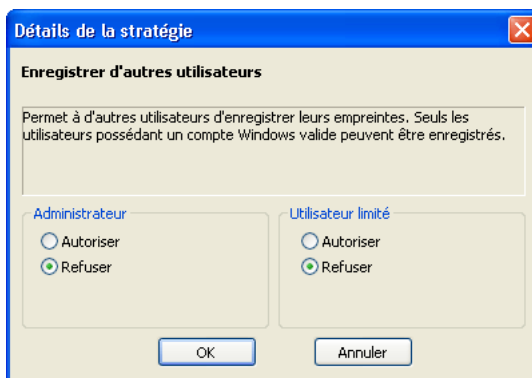 Détails de la stratégie
Enregistrer d'autres utilisateurs
Permet à d'autres utilisateurs d'enregistrer leurs empreintes. Seuls les
utilisateurs possédant un compte Windows valide peuvent être enregistrés.
Administrateur
Autoriser
Refuser
Utilisateur limité
Autoriser
Refuser
OK
Annuler